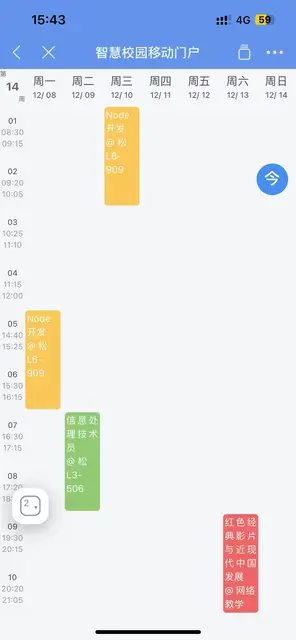 15:43
4G 59
智慧校园移动门户
第
14
周
周一 周二 周三 周四 周五 周六 周日
12/ 08 12/ 09 12/ 10 12/ 11 12/ 12 12/ 13 12/ 14
01
08:30
09:15
Node
开发
@ 松
L6-
909
02
09:20
10:05
今
03
10:25
11:10
04
11:15
12:00
05
14:40
15:25
Node
开发
@ 松
L6-
909
06
15:30
16:15
07
16:30
17:15
信息处
理技术
员
@ 松
L3-
506
08
17:20
2
09
19:30
20:15
红色经
典影片
与近现
代中国
发展
@ 网络
教学
10
20:20
21:05